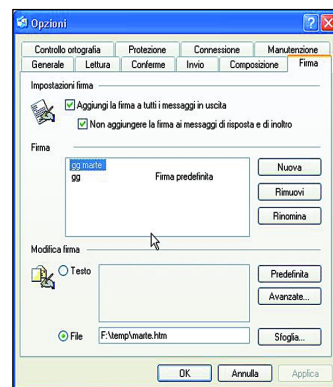 Opzioni
Controllo ortografia Protezione Connessione Manutenzione
Generale Lettura Conferme Invio Composizione Firma
Impostazioni firma
Aggiungi la firma a tutti i messaggi in uscita
Non aggiungere la firma ai messaggi di risposta e di inoltro
Firma
gg marte
gg Firma predefinita
Nuova
Rimuovi
Rinomina
Modifica firma
Testo
Predefinita
Avanzate...
File F:\temp\marte.htm Sfoglia...
OK Annulla Applica